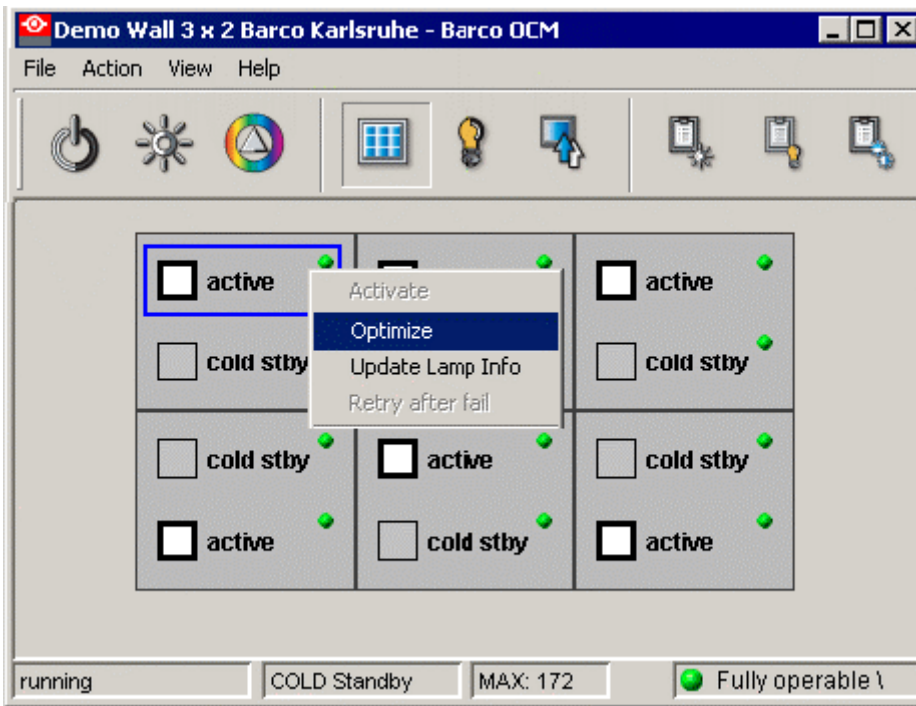 Demo Wall 3 x 2 Barco Karlsruhe - Barco OCM
File Action View Help
active
active
Activate
Optimize
Update Lamp Info
Retry after fail
cold stby
cold stby
cold stby
active
cold stby
active
cold stby
active
running
COLD Standby
MAX: 172
Fully operable \